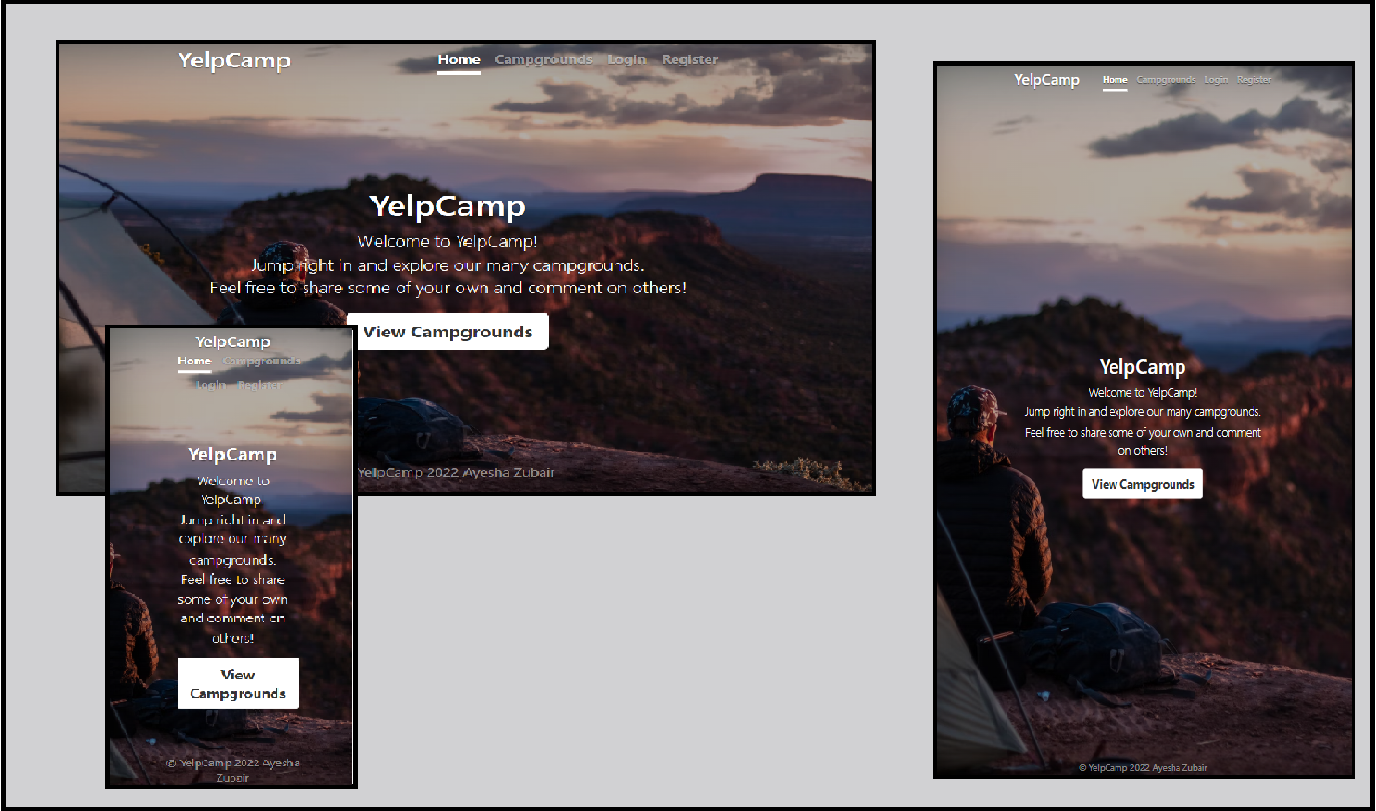 YelpCamp
Home Campgrounds Login Register
YelpCamp
Welcome to YelpCamp!
Jump right in and explore our many campgrounds.
Feel free to share some of your own and comment on others!
View Campgrounds
YelpCamp 2022 Ayesha Zubair
YelpCamp
Home Campgrounds
Login Register
YelpCamp
Welcome to
YelpCamp
Jump right in and
explore our many
campgrounds.
Feel free to share
some of your own
and comment on
others!
View
Campgrounds
© YelpCamp 2022 Ayesha
Zubair
YelpCamp
Home Campgrounds Login Register
YelpCamp
Welcome to YelpCamp!
Jump right in and explore our many campgrounds.
Feel free to share some of your own and comment
on others!
View Campgrounds
© YelpCamp 2022 Ayesha Zubair